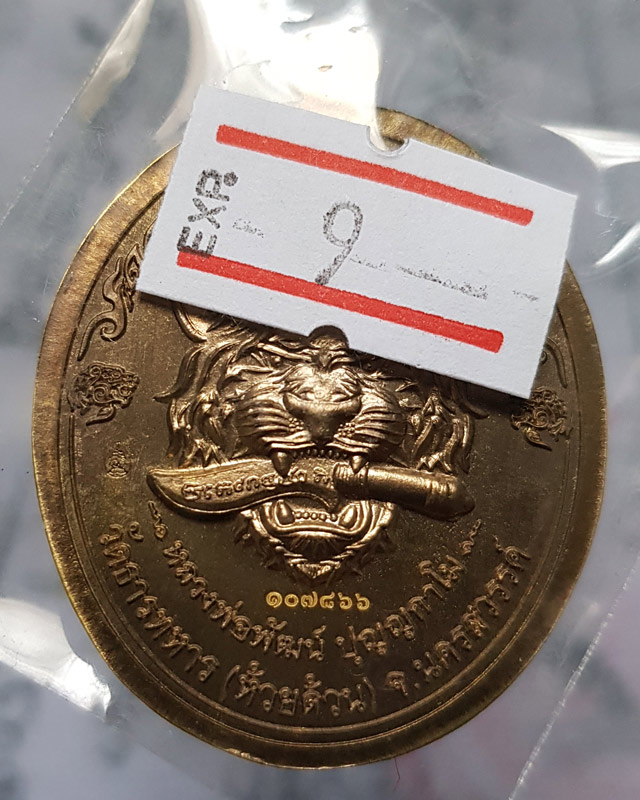 EXP.
9
๑๐๗๘๖๖
หลวงพ่อพัฒน์ ปุญญกาโม
วัดธารทหาร (ห้วยด้วน) จ.นครสวรรค์